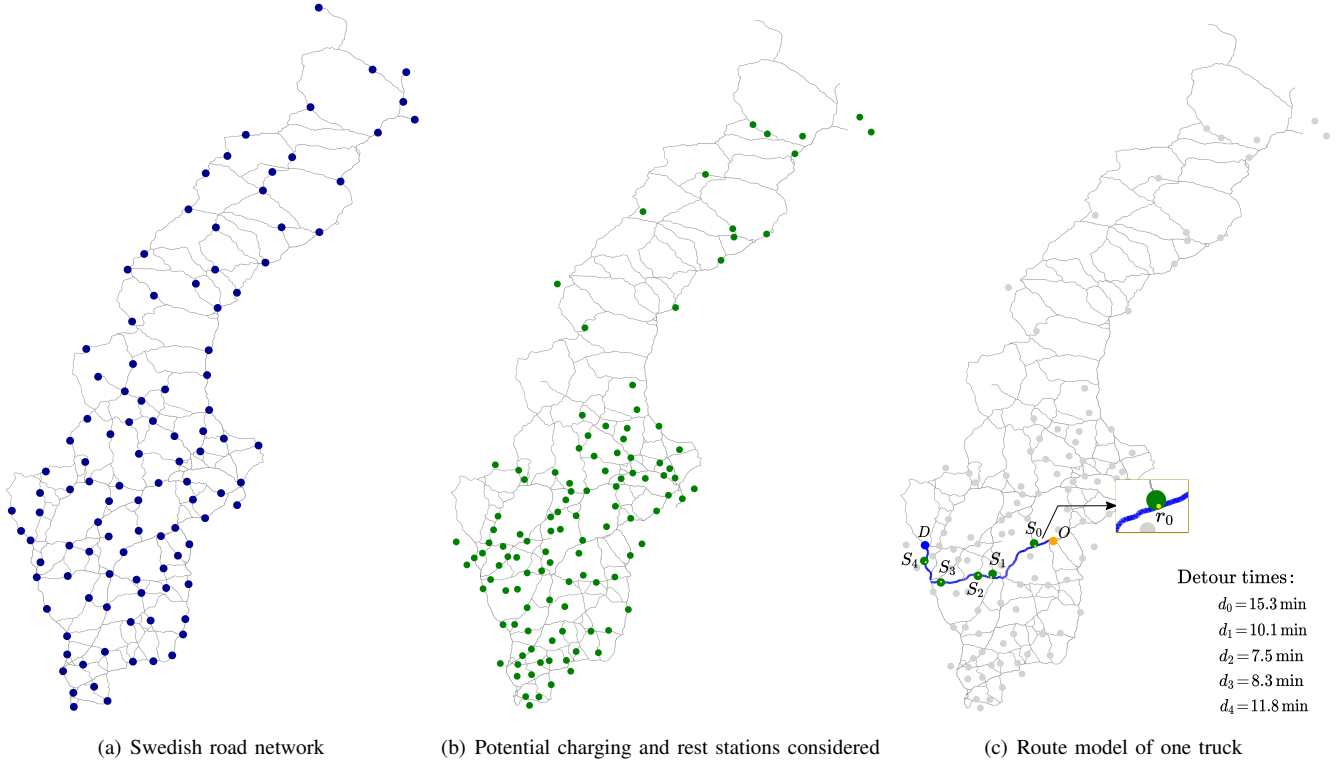 D
S₄
S₃
S₂
S₁
S₀
O
r₀
Detour times:
d₀=15.3 min
d₁=10.1 min
d₂=7.5 min
d₃=8.3 min
d₄=11.8 min
(a) Swedish road network
(b) Potential charging and rest stations considered
(c) Route model of one truck